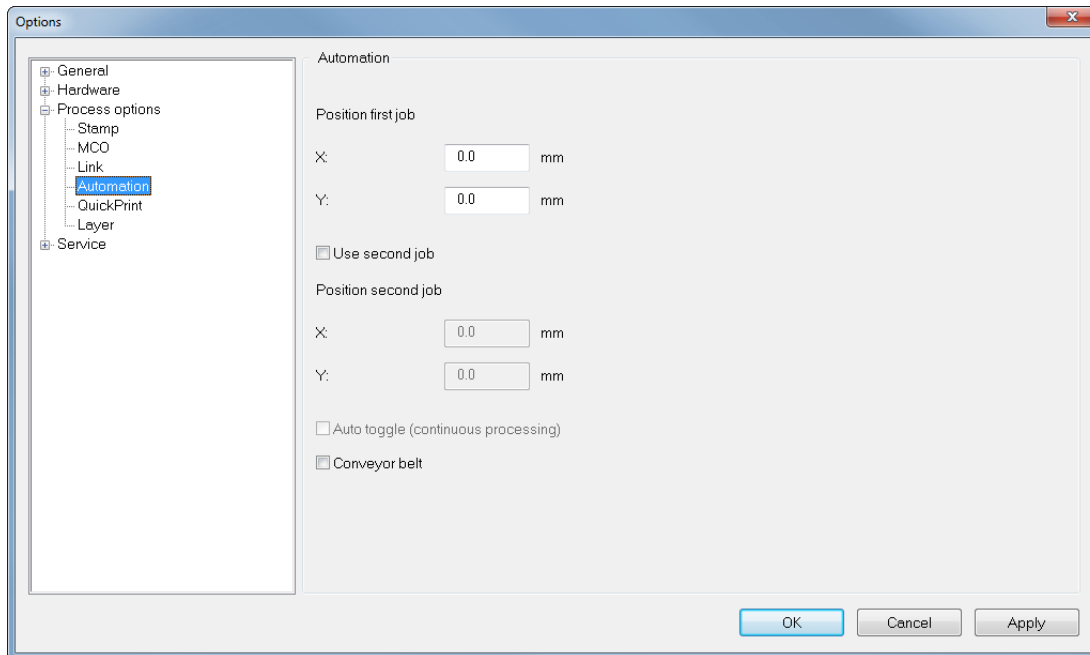 Options
General
Hardware
Process options
Stamp
MCO
Link
Automation
QuickPrint
Layer
Service
Automation
Position first job
X: 0.0 mm
Y: 0.0 mm
Use second job
Position second job
X: 0.0 mm
Y: 0.0 mm
Auto toggle (continuous processing)
Conveyor belt
OK Cancel Apply